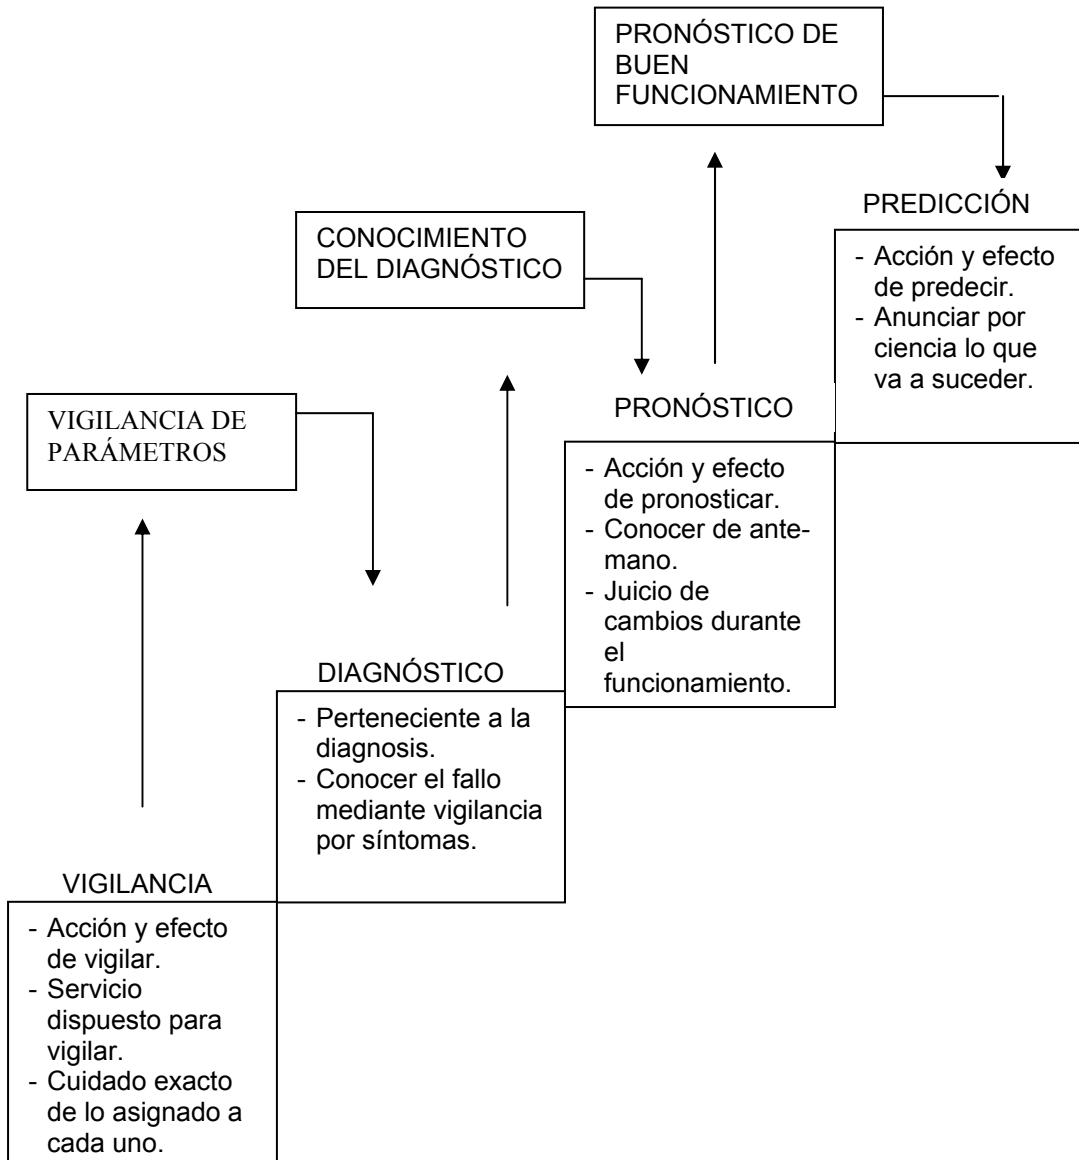 PRONÓSTICO DE
BUEN
FUNCIONAMIENTO
PREDICCIÓN
- Acción y efecto
de predecir.
- Anunciar por
ciencia lo que
va a suceder.
CONOCIMIENTO
DEL DIAGNÓSTICO
PRONÓSTICO
- Acción y efecto
de pronosticar.
- Conocer de ante-
mano.
- Juicio de
cambios durante
el
funcionamiento.
VIGILANCIA DE
PARÁMETROS
DIAGNÓSTICO
- Perteneciente a la
diagnosis.
- Conocer el fallo
mediante vigilancia
por síntomas.
VIGILANCIA
- Acción y efecto
de vigilar.
- Servicio
dispuesto para
vigilar.
- Cuidado exacto
de lo asignado a
cada uno.